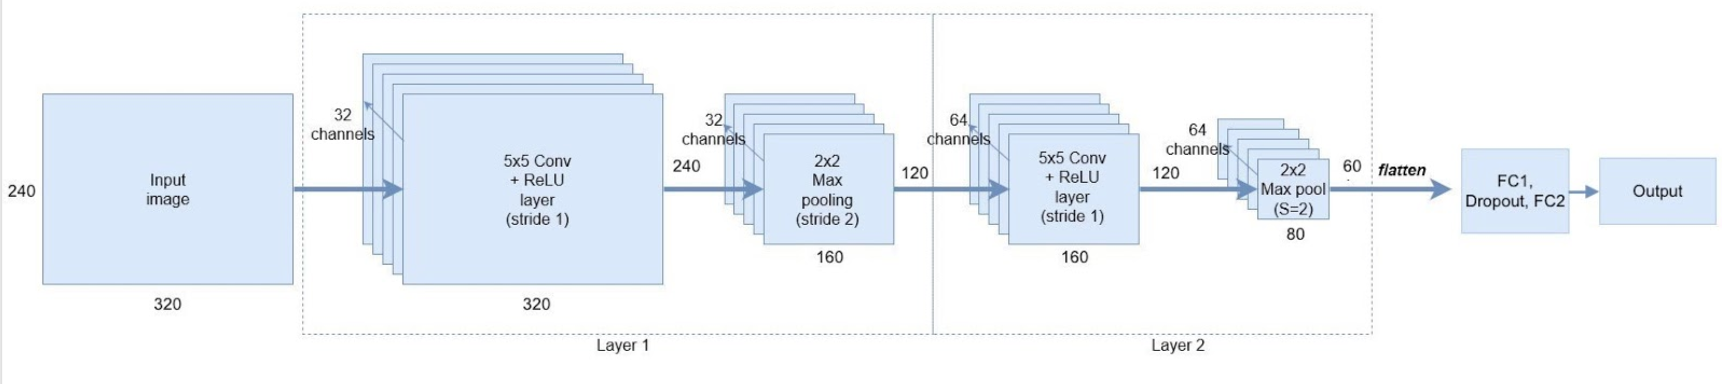 240
Input
image
320
32
channels
5x5 Conv
+ ReLU
layer
(stride 1)
320
240
32
channels
2x2
Max
pooling
(stride 2)
160
120
Layer 1
64
channels
5x5 Conv
+ ReLU
layer
(stride 1)
160
120
64
channels
2x2
Max pool
(S=2)
80
60
Layer 2
flatten
FC1,
Dropout, FC2
Output